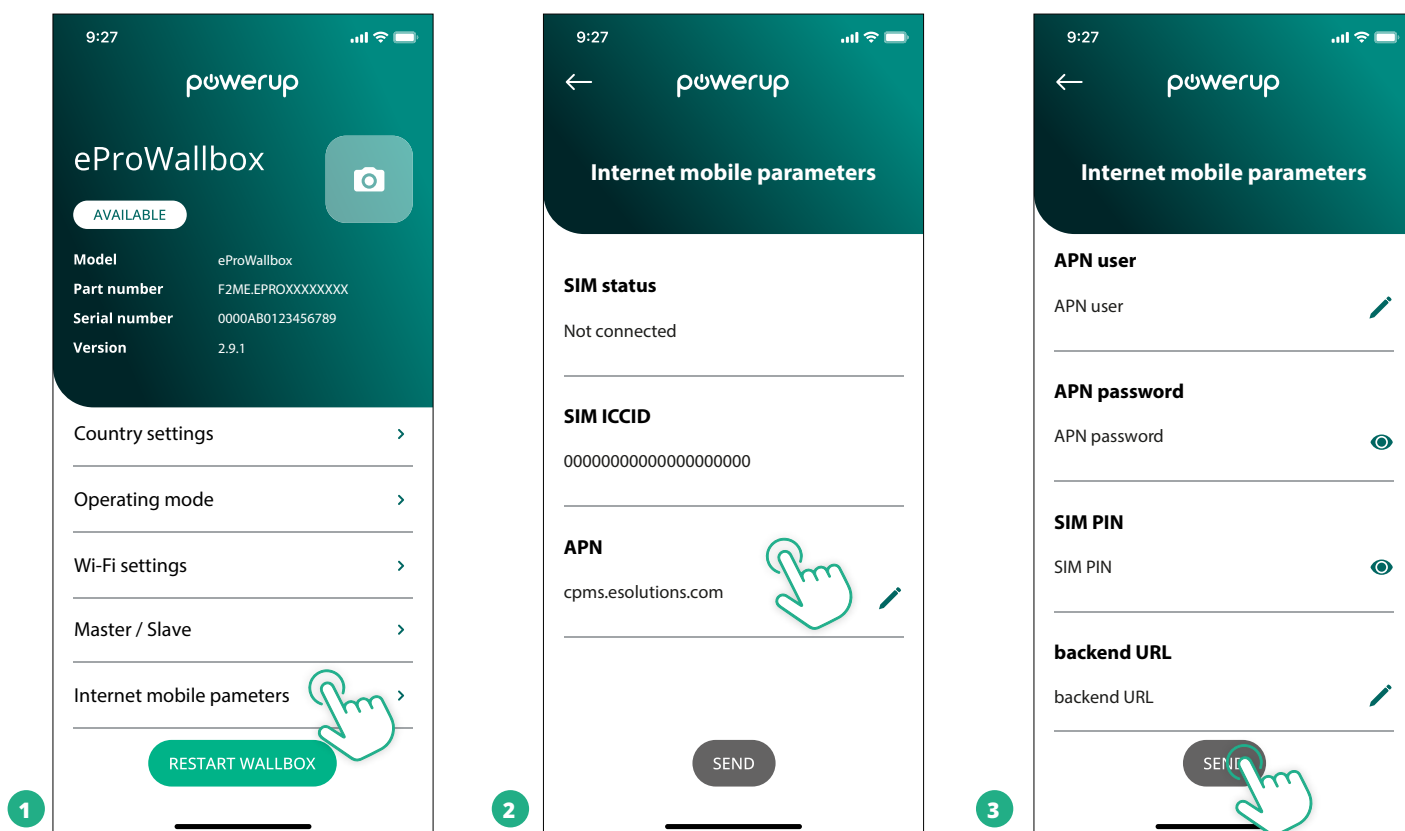 9:27
powerup
eProWallbox
AVAILABLE
Model eProWallbox
Part number F2ME.EPROXXXXXXXX
Serial number 0000AB0123456789
Version 2.9.1
Country settings
Operating mode
Wi-Fi settings
Master / Slave
Internet mobile pameters
RESTART WALLBOX
1
9:27
powerup
Internet mobile parameters
SIM status
Not connected
SIM ICCID
00000000000000000000
APN
cpms.esolutions.com
SEND
2
9:27
powerup
Internet mobile parameters
APN user
APN user
APN password
APN password
SIM PIN
SIM PIN
backend URL
backend URL
SEND
3